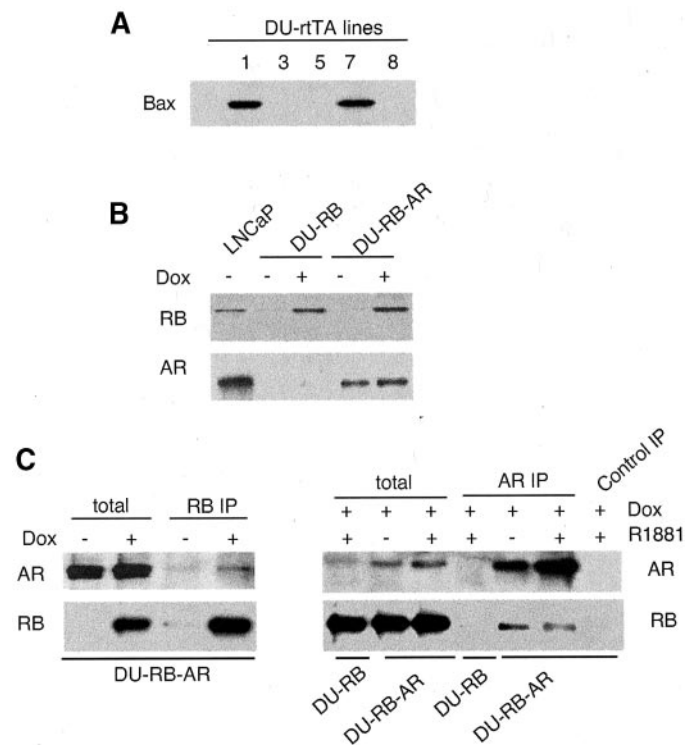 A
DU-rtTA lines
1 3 5 7 8
Bax
B
LNCaP DU-RB DU-RB-AR
Dox - - + - +
RB
AR
C
total RB IP
Dox - + - +
AR
RB
DU-RB-AR
total AR IP Control IP
+ + + + + + + Dox
+ - + + - + + R1881
AR
RB
DU-RB DU-RB-AR DU-RB DU-RB-AR